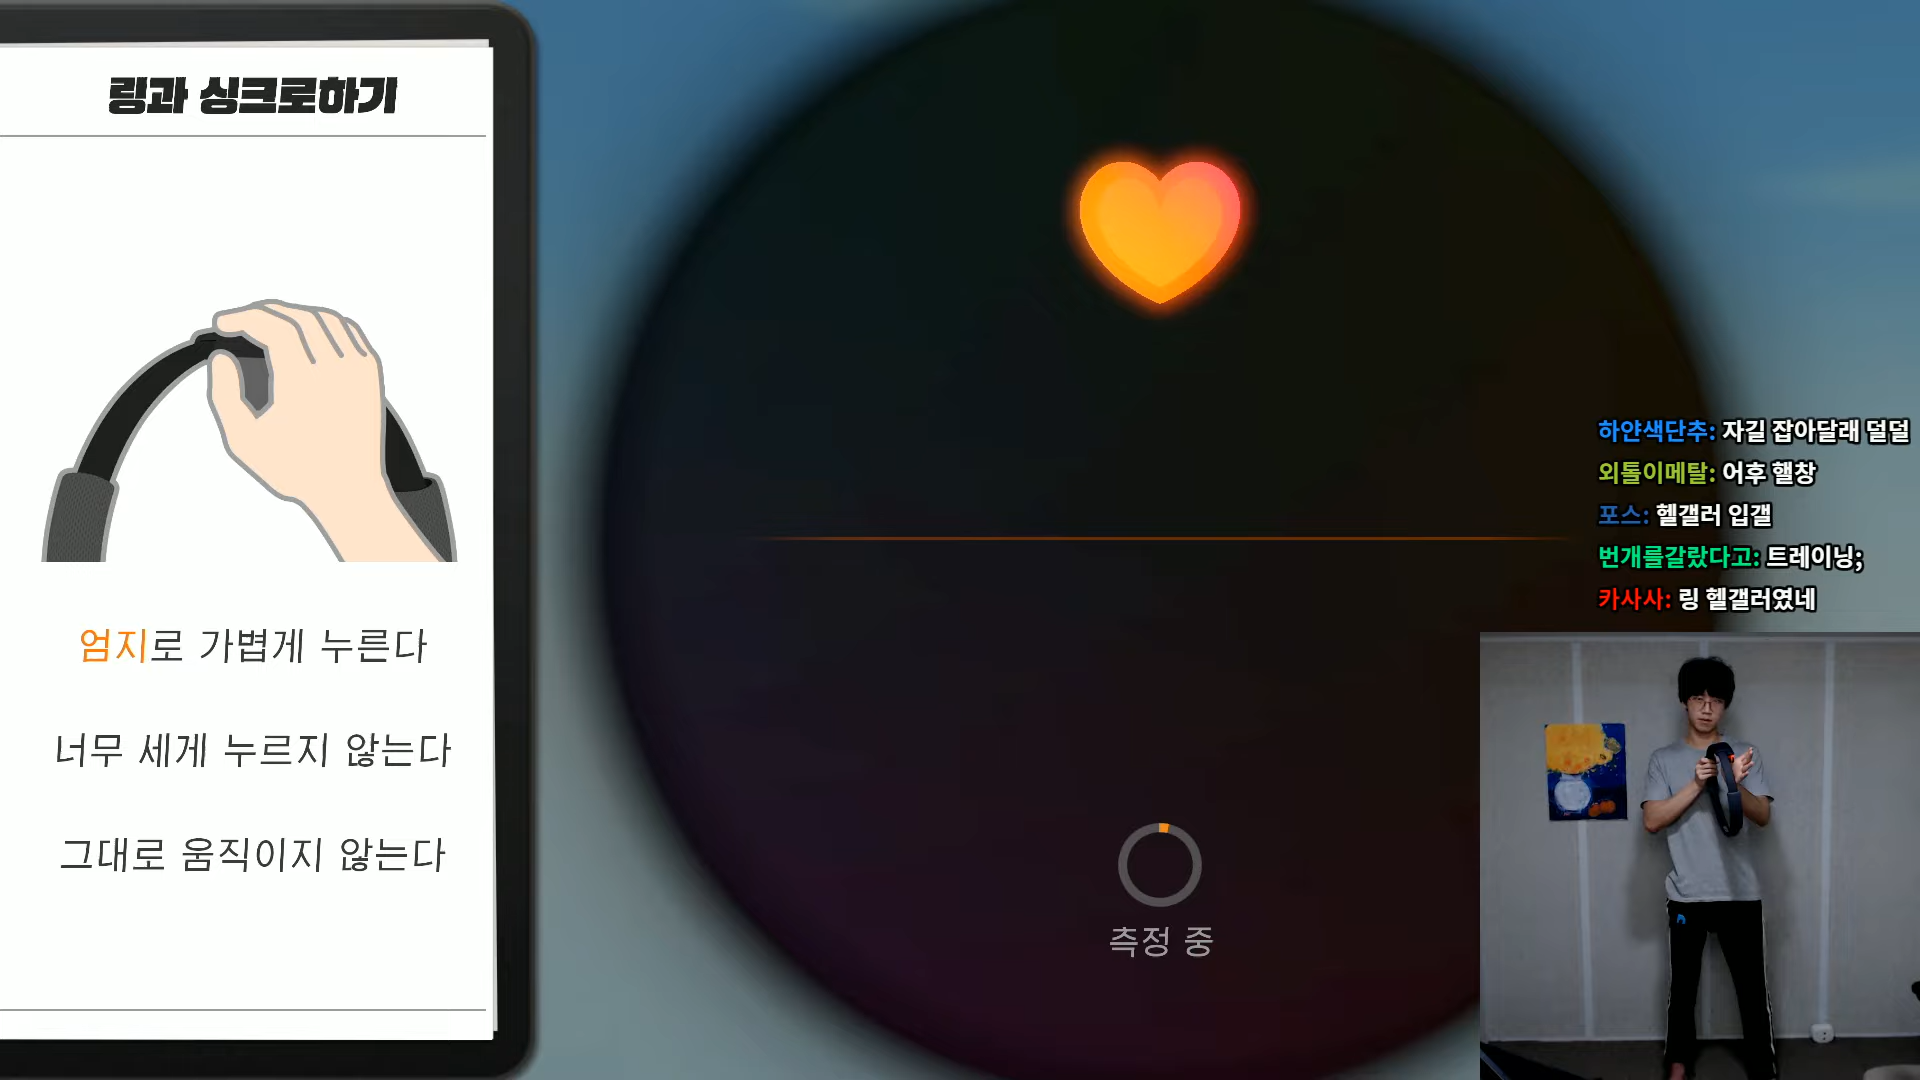 링과 싱크로하기
엄지로 가볍게 누른다
너무 세게 누르지 않는다
그대로 움직이지 않는다
측정 중
하얀색단추: 자길 잡아달래 덜덜
외톨이메탈: 어후 핼창
포스: 헬갤러 입갤
번개를갈랐다고: 트레이닝;
카사사: 링 헬갤러였네